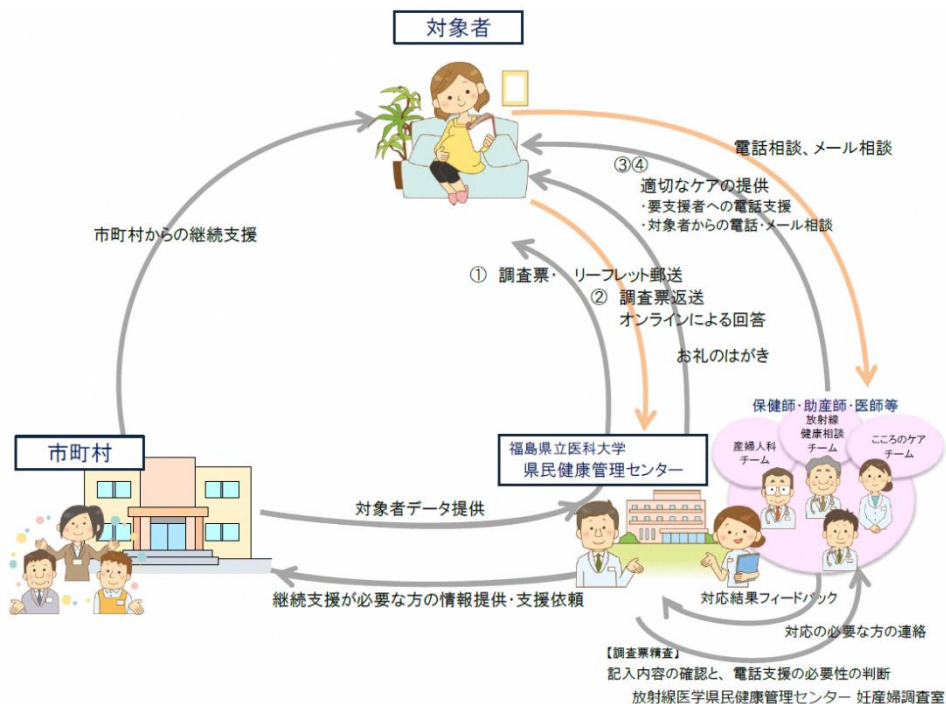 対象者
電話相談、メール相談
③④
適切なケアの提供
・要支援者への電話支援
・対象者からの電話・メール相談
市町村からの継続支援
① 調査票・ リーフレット郵送
② 調査票返送
オンラインによる回答
お礼のはがき
保健師・助産師・医師等
放射線
健康相談
チーム
産婦人科
チーム
こころのケア
チーム
市町村
福島県立医科大学
県民健康管理センター
対象者データ提供
継続支援が必要な方の情報提供・支援依頼
対応結果フィードバック
対応の必要な方の連絡
【調査票精査】
記入内容の確認と、電話支援の必要性の判断
放射線医学県民健康管理センター 妊産婦調査室